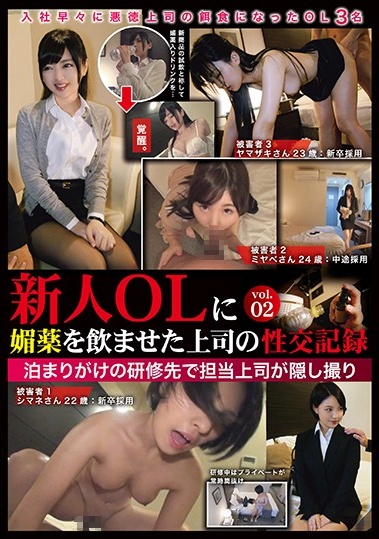 入社早々に悪徳上司の餌食になったOL3名
新商品の試飲と称して
媚薬入りドリンクを…
覚醒。
被害者3
ヤマザキさん23歳：新卒採用
被害者2
ミヤベさん24歳：中途採用
新人OLに
vol.
02
媚薬を飲ませた上司の性交記録
泊まりがけの研修先で担当上司が隠し撮り
被害者1
シマネさん22歳：新卒採用
研修中はプライベートが
常時間抜け